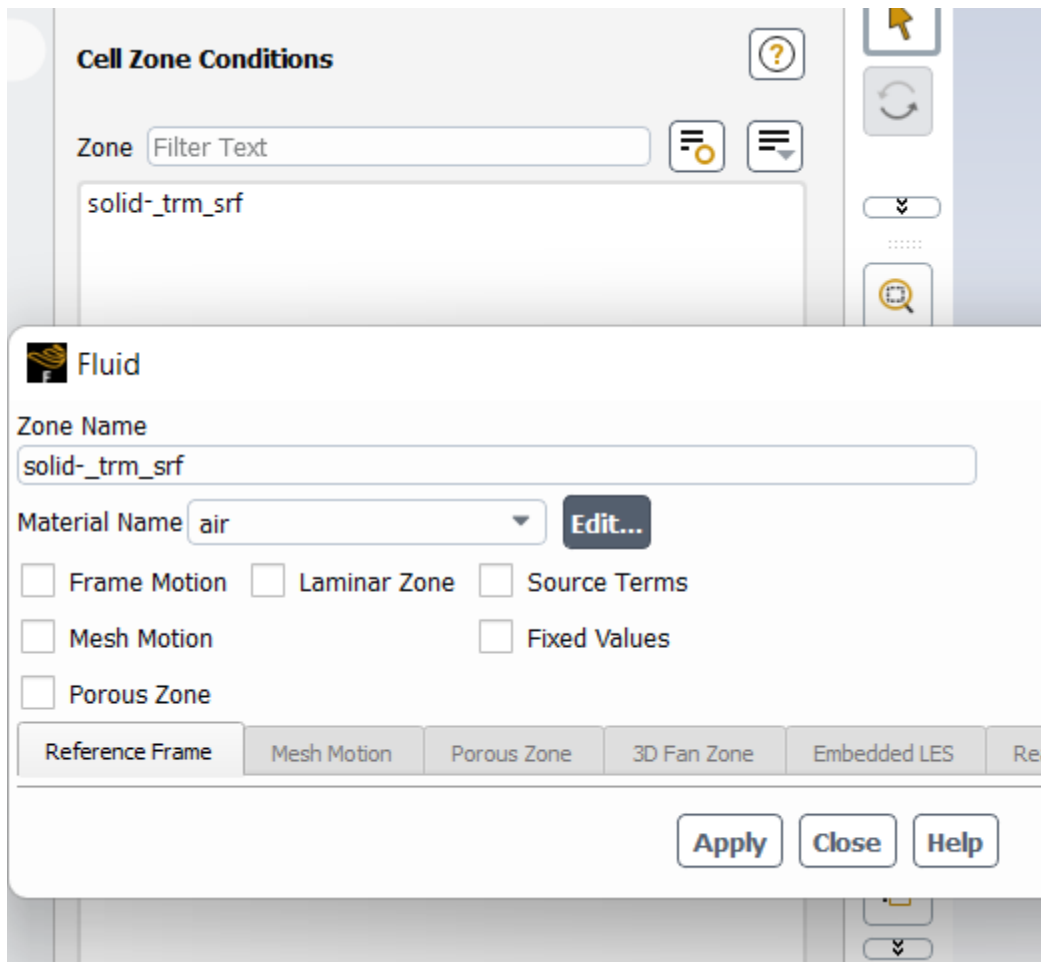 Cell Zone Conditions
Zone Filter Text
solid-_trm_srf
Fluid
Zone Name
solid-_trm_srf
Material Name air Edit...
Frame Motion Laminar Zone Source Terms
Mesh Motion Fixed Values
Porous Zone
Reference Frame Mesh Motion Porous Zone 3D Fan Zone Embedded LES Re
Apply Close Help